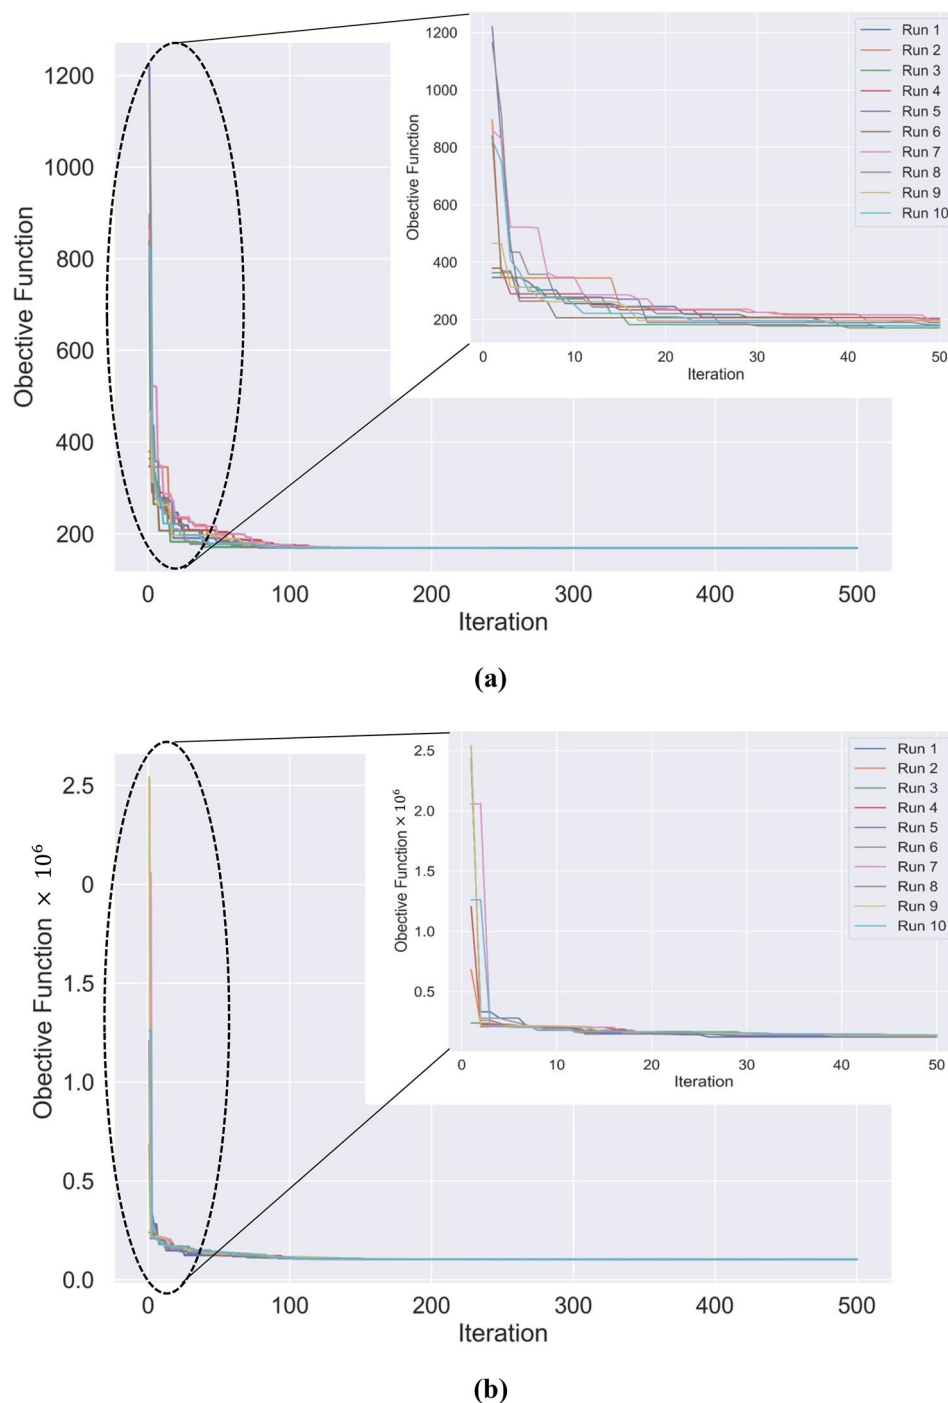 1200
1000
800
600
400
200
Obective Function
0
100
200
300
400
500
Iteration
1200
1000
800
600
400
200
Obective Function
0
10
20
30
40
50
Iteration
Run 1
Run 2
Run 3
Run 4
Run 5
Run 6
Run 7
Run 8
Run 9
Run 10
(a)
2.5
0
1.5
1.0
0.5
0.0
Obective Function × 10⁶
0
100
200
300
400
500
Iteration
2.5
2.0
1.5
1.0
0.5
Obective Function × 10⁶
0
10
20
30
40
50
Iteration
Run 1
Run 2
Run 3
Run 4
Run 5
Run 6
Run 7
Run 8
Run 9
Run 10
(b)